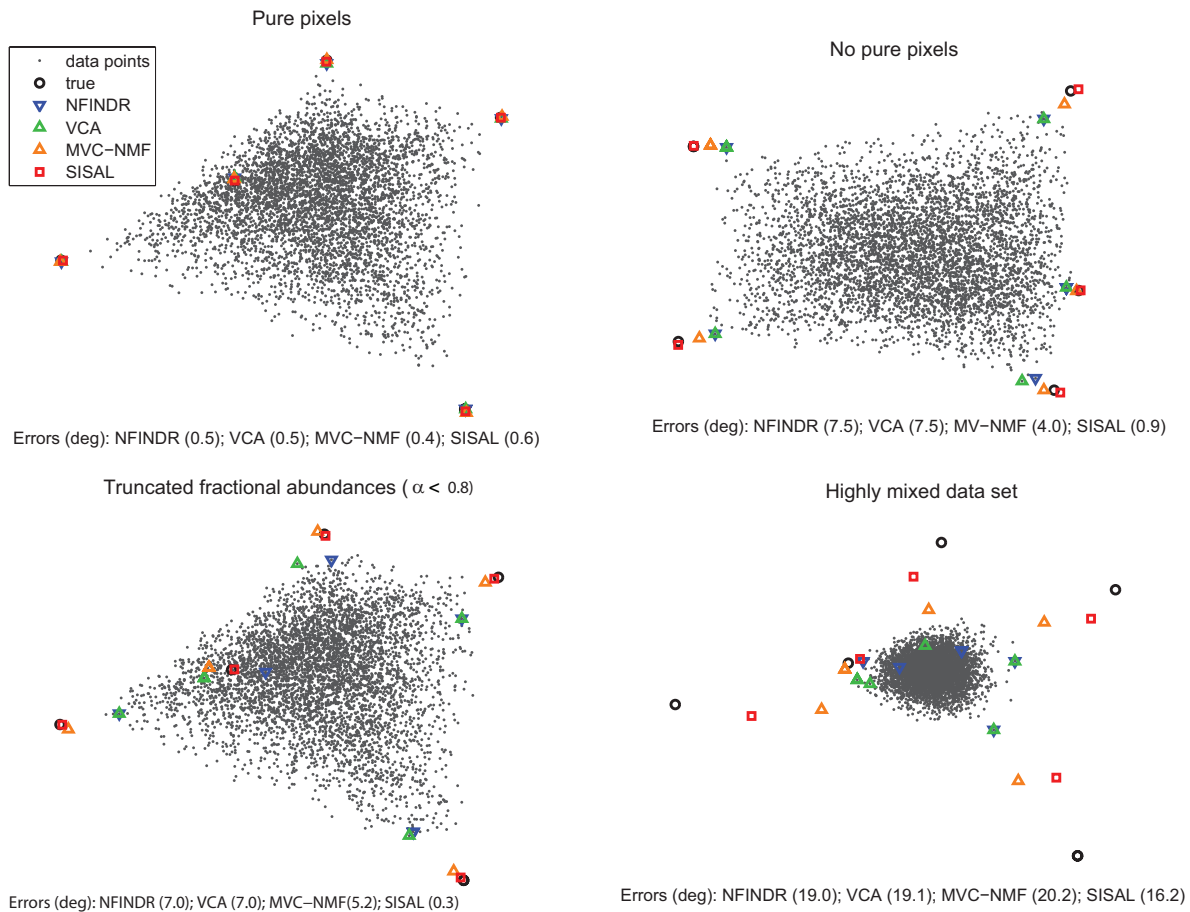 Pure pixels
data points
true
NFINDR
VCA
MVC−NMF
SISAL
Errors (deg): NFINDR (0.5); VCA (0.5); MVC−NMF (0.4); SISAL (0.6)
No pure pixels
Errors (deg): NFINDR (7.5); VCA (7.5); MV−NMF (4.0); SISAL (0.9)
Truncated fractional abundances ( α < 0.8)
Errors (deg): NFINDR (7.0); VCA (7.0); MVC−NMF(5.2); SISAL (0.3)
Highly mixed data set
Errors (deg): NFINDR (19.0); VCA (19.1); MVC−NMF (20.2); SISAL (16.2)